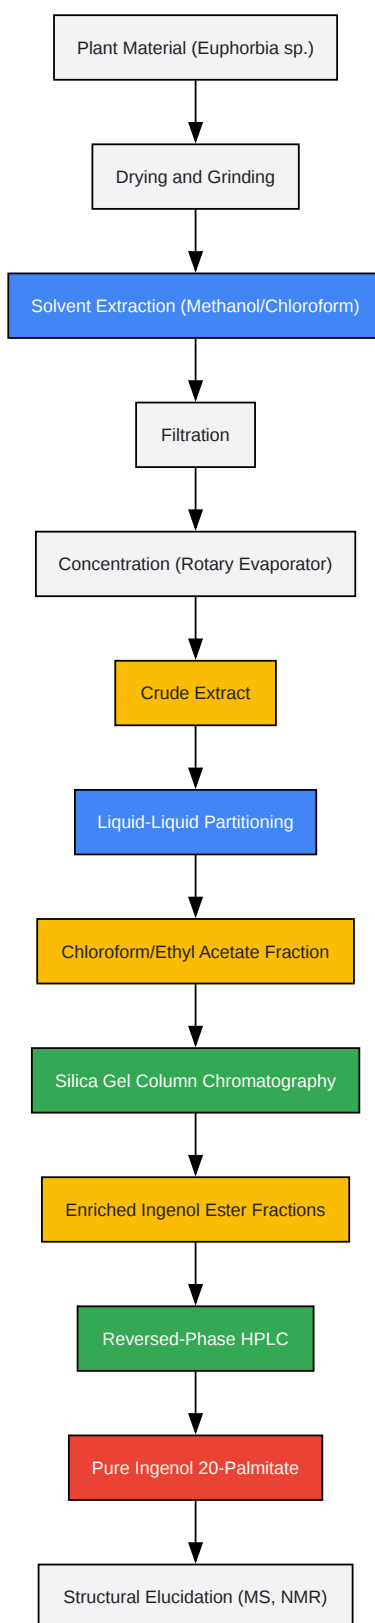 Plant Material (Euphorbia sp.)
Drying and Grinding
Solvent Extraction (Methanol/Chloroform)
Filtration
Concentration (Rotary Evaporator)
Crude Extract
Liquid-Liquid Partitioning
Chloroform/Ethyl Acetate Fraction
Silica Gel Column Chromatography
Enriched Ingenol Ester Fractions
Reversed-Phase HPLC
Pure Ingenol 20-Palmitate
Structural Elucidation (MS, NMR)